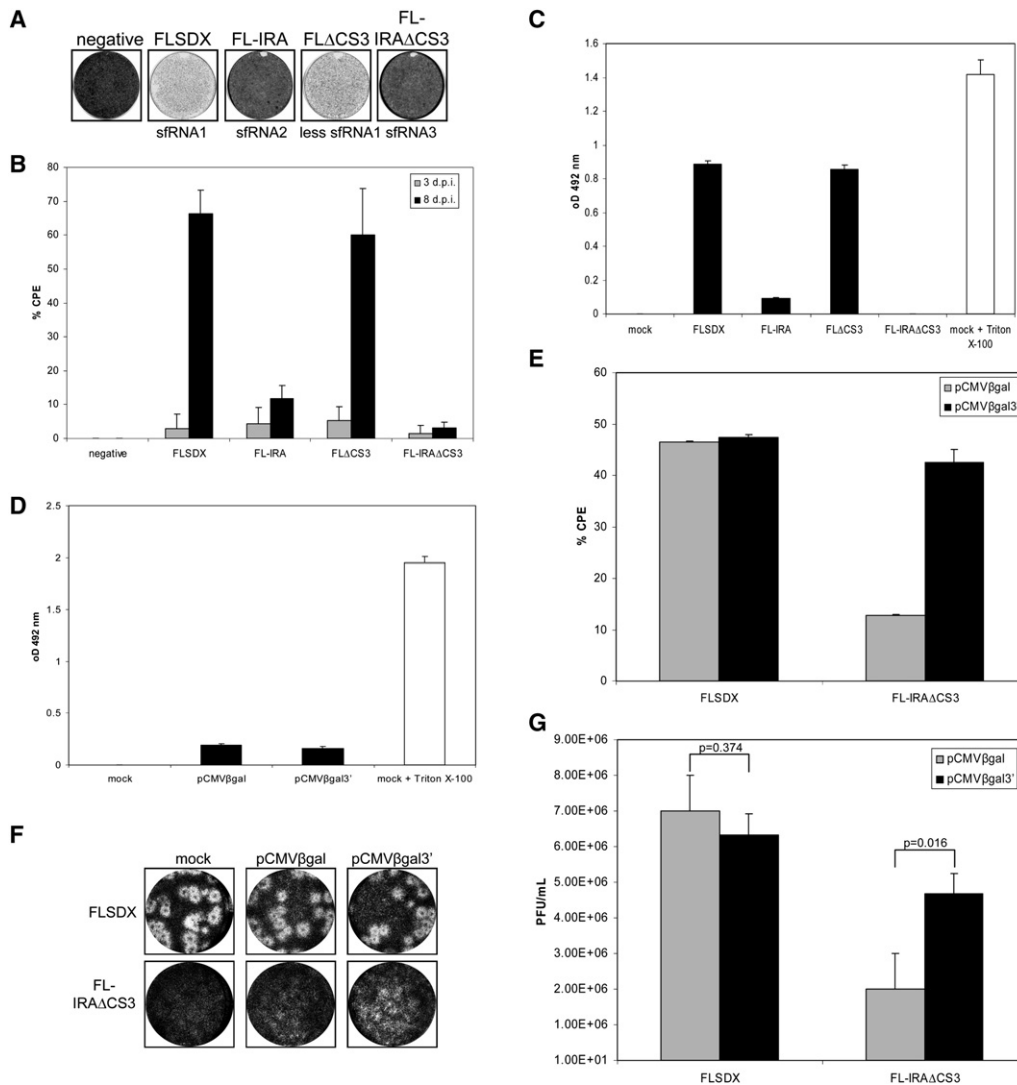 A
negative FLSDX FL-IRA FLΔCS3 FL-IRAΔCS3
sfRNA1 sfRNA2 less sfRNA1 sfRNA3
B
80
70
60
50
40
30
20
10
0
% CPE
3 d.p.i.
8 d.p.i.
negative FLSDX FL-IRA FLΔCS3 FL-IRAΔCS3
C
1.6
1.4
1.2
1
0.8
0.6
0.4
0.2
0
oD 492 nm
mock FLSDX FL-IRA FLΔCS3 FL-IRAΔCS3 mock + Triton X-100
D
2.5
2
1.5
1
0.5
0
oD 492 nm
mock pCMVβgal pCMVβgal3' mock + Triton X-100
E
60
50
40
30
20
10
0
% CPE
pCMVβgal
pCMVβgal3'
FLSDX FL-IRAΔCS3
F
mock pCMVβgal pCMVβgal3'
FLSDX
FL-
IRAΔCS3
G
9.00E+06
8.00E+06
7.00E+06
6.00E+06
5.00E+06
4.00E+06
3.00E+06
2.00E+06
1.00E+06
1.00E+01
PFU/mL
p=0.374
p=0.016
pCMVβgal
pCMVβgal3'
FLSDX FL-IRAΔCS3